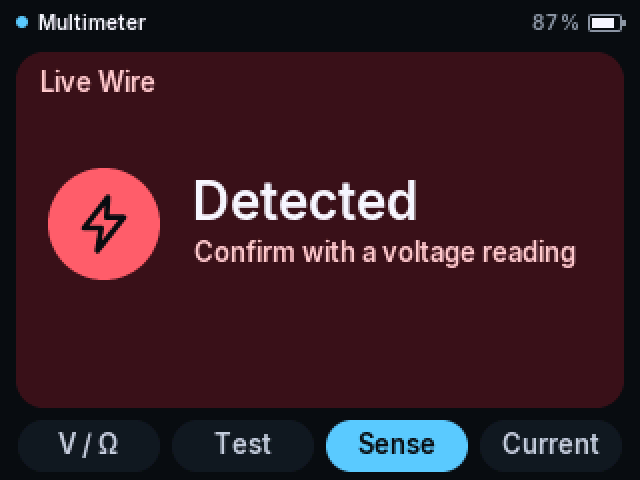 Multimeter 87%
Live Wire
Detected
Confirm with a voltage reading
V / Ω Test Sense Current